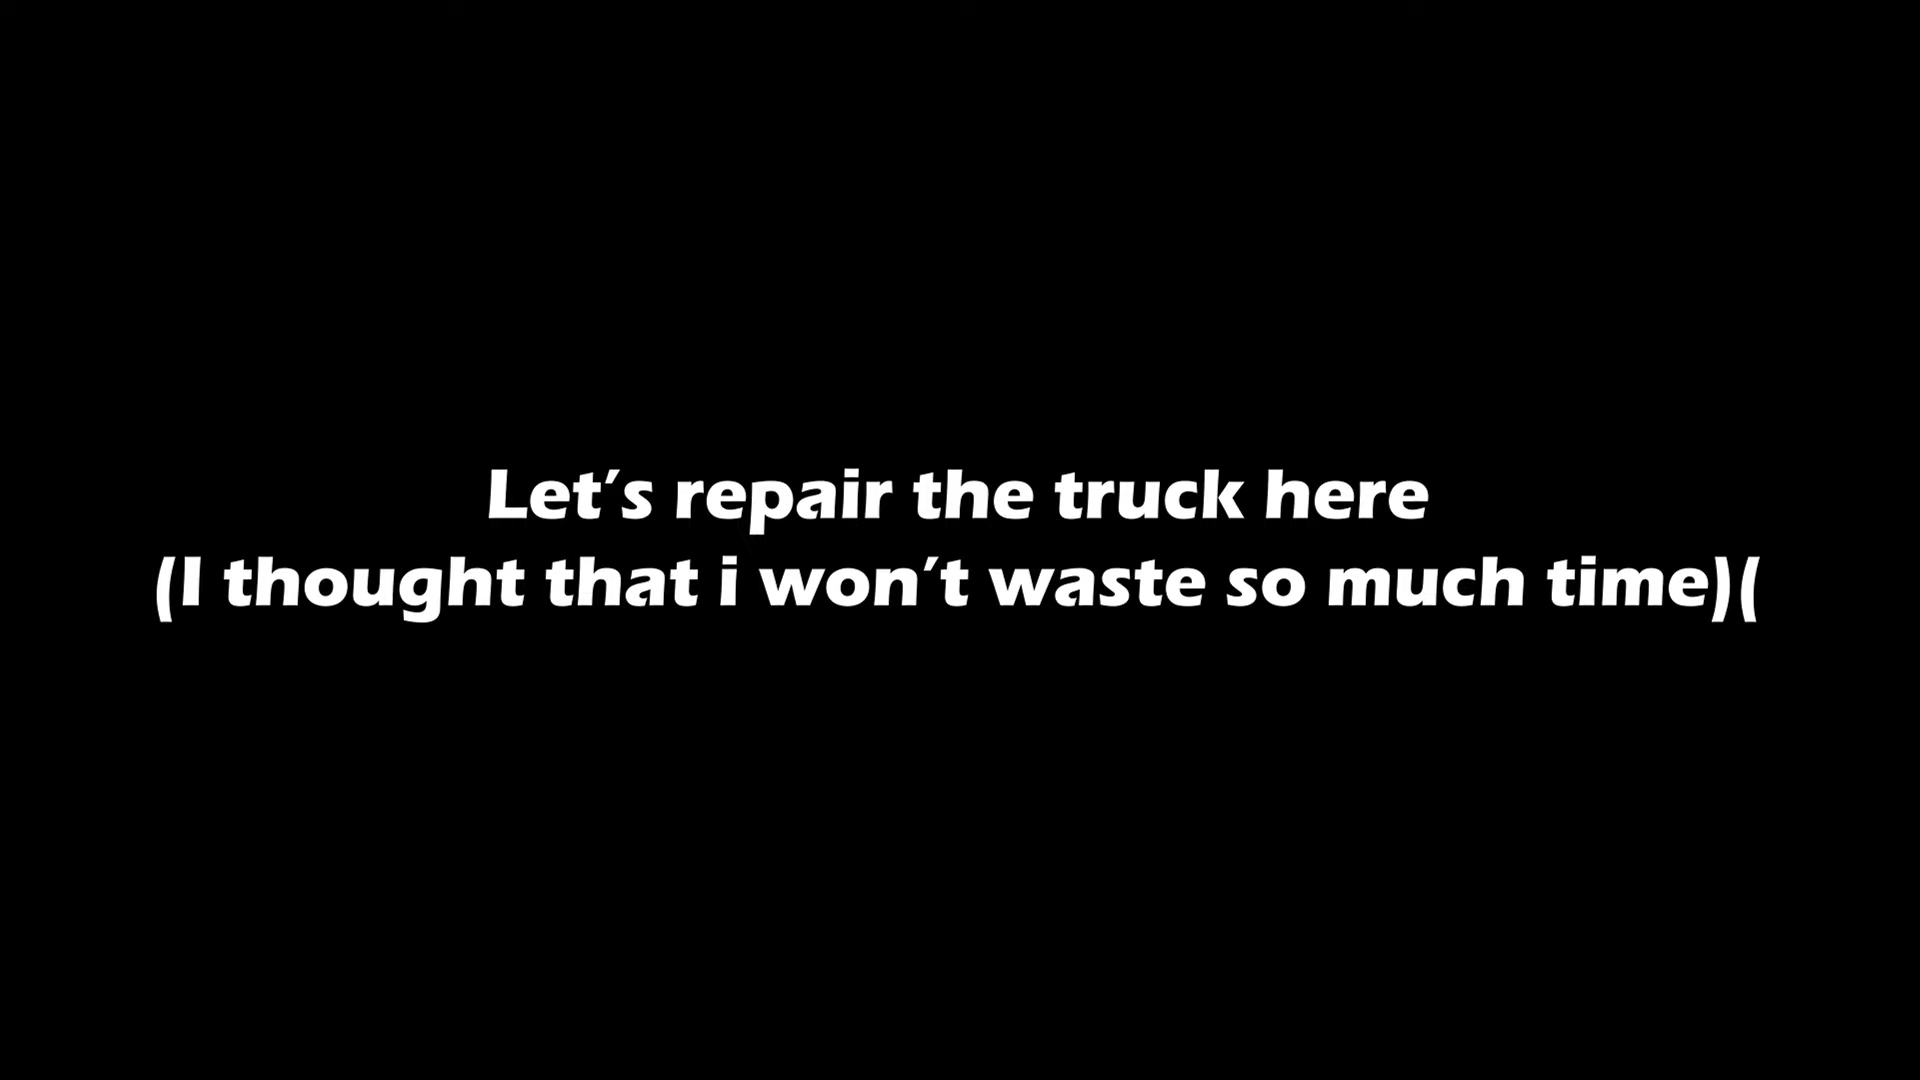 Let's repair the truck here
(I thought that i won't waste so much time)(